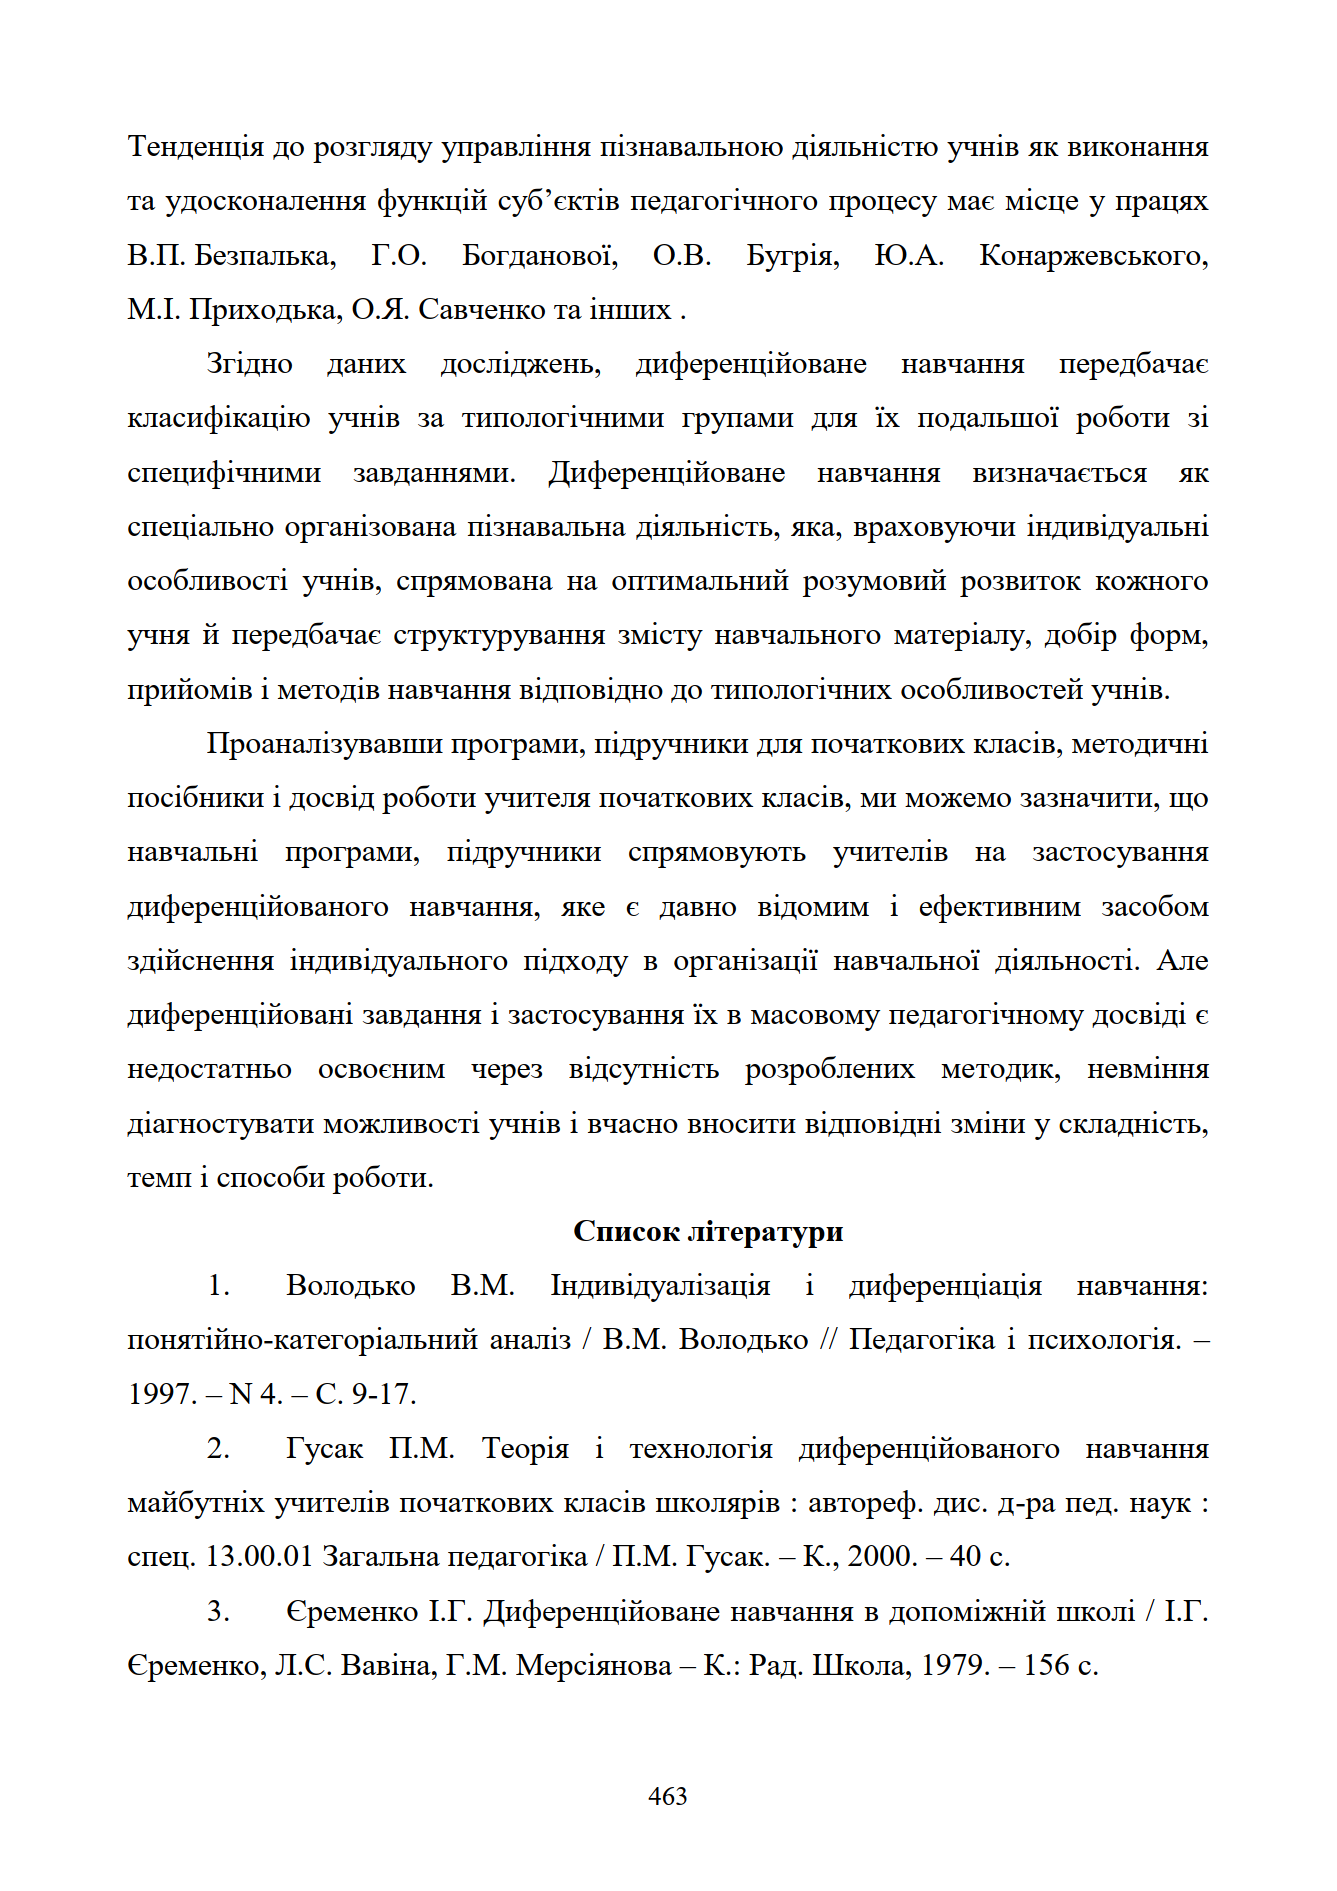 Тенденція до розгляду управління пізнавальною діяльністю учнів як виконання
та удосконалення функцій суб’єктів педагогічного процесу має місце у працях
В.П. Безпалька, Г.О. Богданової, О.В. Бугрія, Ю.А. Конаржевського,
М.І. Приходька, О.Я. Савченко та інших .
Згідно даних досліджень, диференційоване навчання передбачає
класифікацію учнів за типологічними групами для їх подальшої роботи зі
специфічними завданнями. Диференційоване навчання визначається як
спеціально організована пізнавальна діяльність, яка, враховуючи індивідуальні
особливості учнів, спрямована на оптимальний розумовий розвиток кожного
учня й передбачає структурування змісту навчального матеріалу, добір форм,
прийомів і методів навчання відповідно до типологічних особливостей учнів.
Проаналізувавши програми, підручники для початкових класів, методичні
посібники і досвід роботи учителя початкових класів, ми можемо зазначити, що
навчальні програми, підручники спрямовують учителів на застосування
диференційованого навчання, яке є давно відомим і ефективним засобом
здійснення індивідуального підходу в організації навчальної діяльності. Але
диференційовані завдання і застосування їх в масовому педагогічному досвіді є
недостатньо освоєним через відсутність розроблених методик, невміння
діагностувати можливості учнів і вчасно вносити відповідні зміни у складність,
темп і способи роботи.
Список літератури
1. Володько В.М. Індивідуалізація і диференціація навчання:
понятійно-категоріальний аналіз / В.М. Володько // Педагогіка і психологія. –
1997. – N 4. – С. 9-17.
2. Гусак П.М. Теорія і технологія диференційованого навчання
майбутніх учителів початкових класів школярів : автореф. дис. д-ра пед. наук :
спец. 13.00.01 Загальна педагогіка / П.М. Гусак. – К., 2000. – 40 с.
3. Єременко І.Г. Диференційоване навчання в допоміжній школі / І.Г.
Єременко, Л.С. Вавіна, Г.М. Мерсіянова – К.: Рад. Школа, 1979. – 156 с.
463